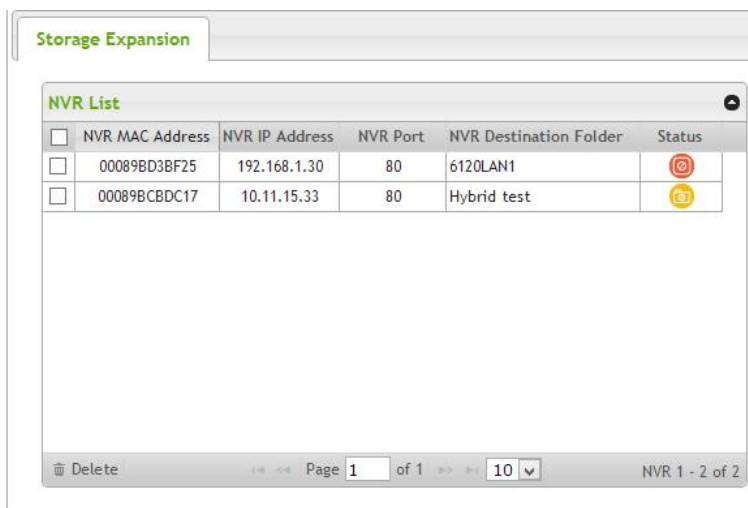 Storage Expansion
NVR List
NVR MAC Address NVR IP Address NVR Port NVR Destination Folder Status
00089BD3BF25 192.168.1.30 80 6120LAN1
00089BCBDC17 10.11.15.33 80 Hybrid test
Delete Page 1 of 1 10 NVR 1 - 2 of 2